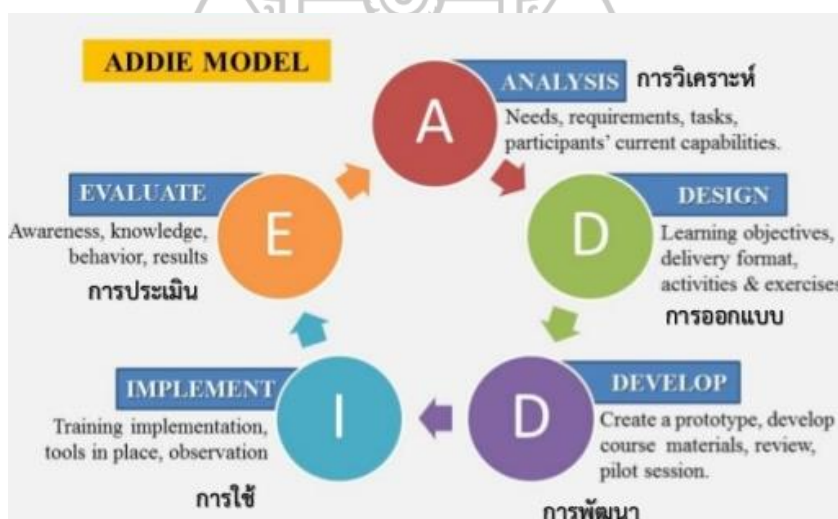 ADDIE MODEL
A
ANALYSIS การวิเคราะห์
Needs, requirements, tasks,
participants' current capabilities.
D
DESIGN
Learning objectives,
delivery format,
activities & exercises
การออกแบบ
D
DEVELOP
Create a prototype, develop
course materials, review,
pilot session.
การพัฒนา
I
IMPLEMENT
Training implementation,
tools in place, observation
การใช้
E
EVALUATE
Awareness, knowledge,
behavior, results
การประเมิน